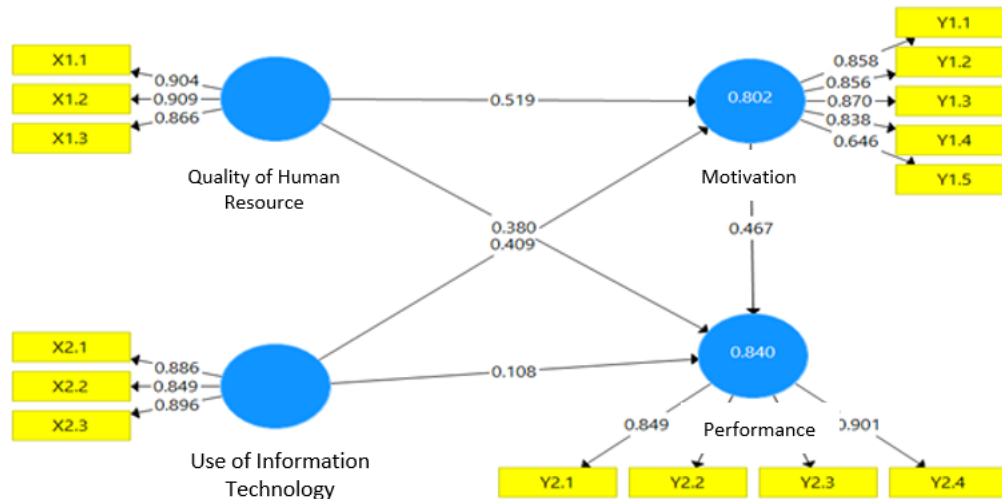 X1.1
X1.2
X1.3
0.904
0.909
0.866
Quality of Human
Resource
0.519
0.802
Motivation
0.858
0.856
0.870
0.838
0.646
Y1.1
Y1.2
Y1.3
Y1.4
Y1.5
0.380
0.409
0.467
X2.1
X2.2
X2.3
0.886
0.849
0.896
Use of Information
Technology
0.108
0.840
Performance
0.849
0.901
Y2.1
Y2.2
Y2.3
Y2.4